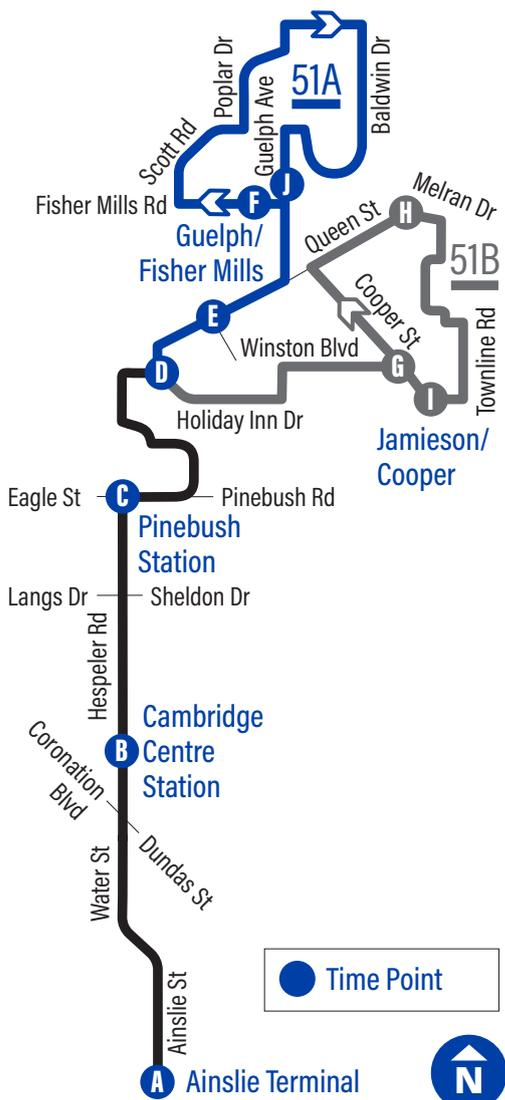 51A
Poplar Dr
Guelph Ave
Baldwin Dr
Scott Rd
J
Fisher Mills Rd
F
Guelph/
Fisher Mills
Queen St
H
Melran Dr
51B
Cooper St
Townline Rd
E
Winston Blvd
D
G
I
Holiday Inn Dr
Jamieson/
Cooper
Eagle St
C
Pinebush Rd
Pinebush
Station
Langs Dr
Sheldon Dr
Hespeler Rd
B
Cambridge
Centre
Station
Coronation
Blvd
Dundas St
Water St
Ainslie St
Time Point
A
Ainslie Terminal
N